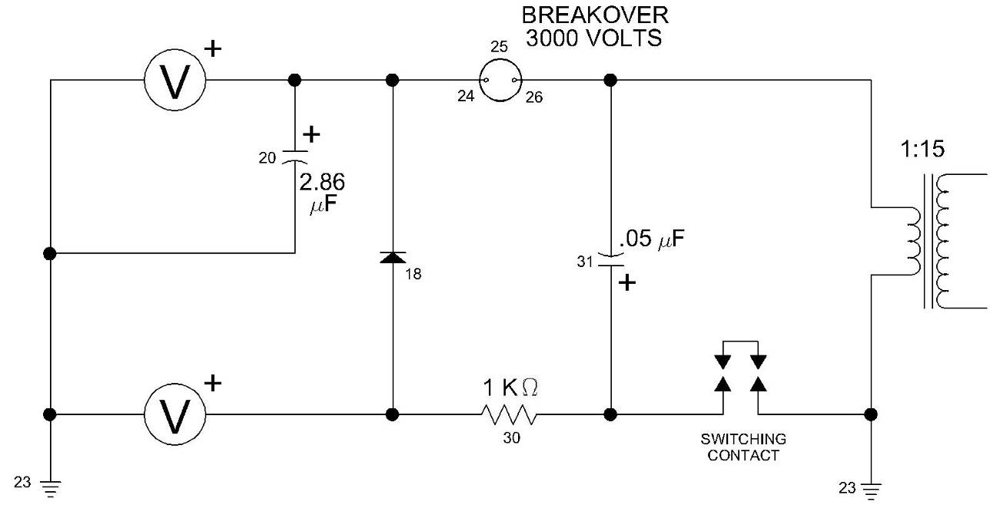 BREAKOVER
3000 VOLTS
25
V
+
24
26
+
20
2.86
μF
1:15
.05 μF
31
+
18
+
V
1 KΩ
30
SWITCHING
CONTACT
23
23